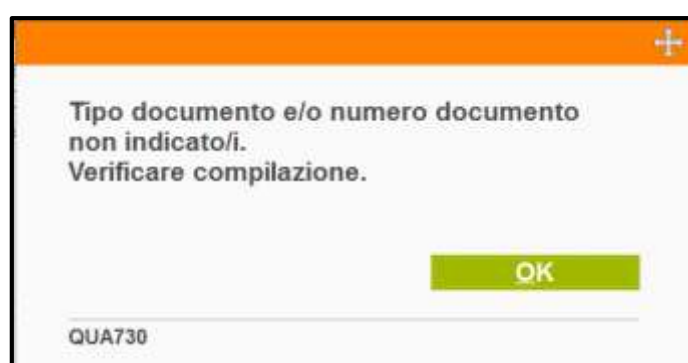 Tipo documento e/o numero documento
non indicato/i.
Verificare compilazione.
OK
QUA730